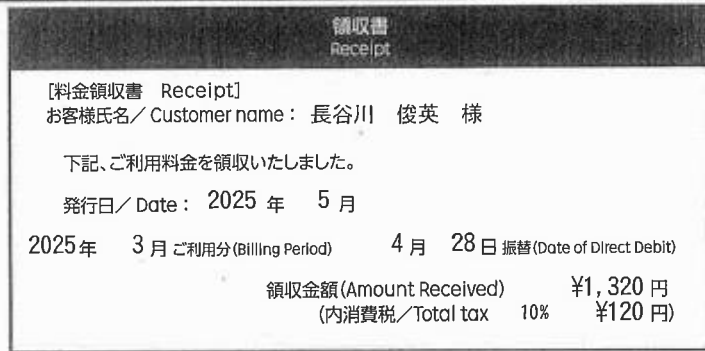 領収書
Receipt
[料金領収書 Receipt]
お客様氏名／Customer name： 長谷川 俊英 様
下記、ご利用料金を領収いたしました。
発行日／Date： 2025 年 5 月
2025年 3 月 ご利用分(Billing Period) 4 月 28 日 振替(Date of Direct Debit)
領収金額(Amount Received) ¥1,320 円
(内消費税／Total tax 10% ¥120 円)